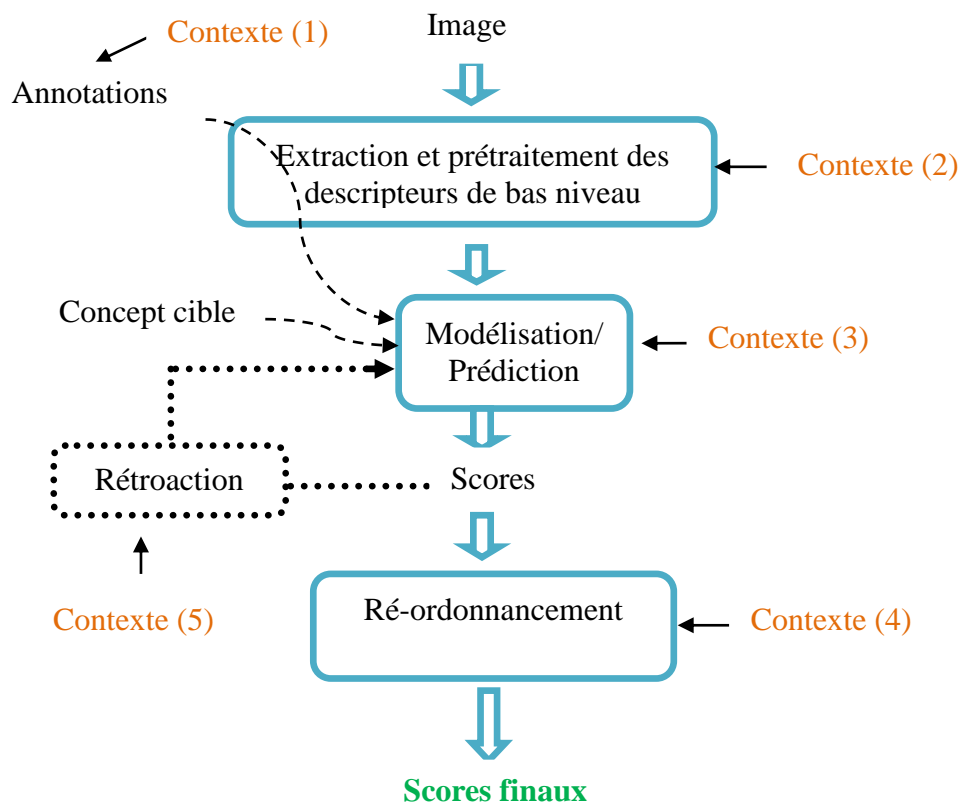 Contexte (1)
Image
Annotations
Extraction et prétraitement des
descripteurs de bas niveau
Contexte (2)
Concept cible
Modélisation/
Prédiction
Contexte (3)
Rétroaction
Scores
Contexte (5)
Ré-ordonnancement
Contexte (4)
Scores finaux